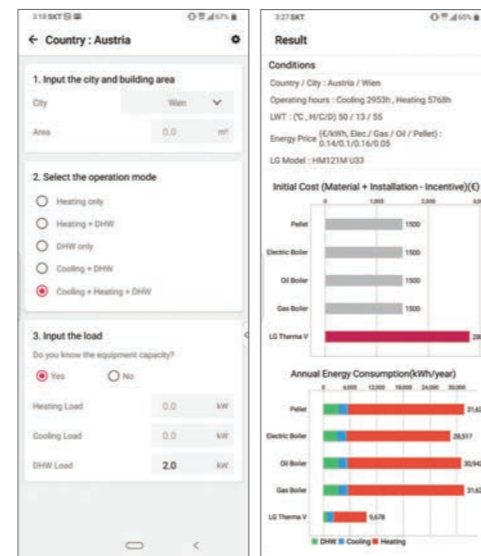 3:18 SKT 67%
← Country : Austria
1. Input the city and building area
City Wien
Area 0.0 m²
2. Select the operation mode
Heating only
Heating + DHW
DHW only
Cooling + DHW
Cooling + Heating + DHW
3. Input the load
Do you know the equipment capacity?
Yes No
Heating Load 0.0 kW
Cooling Load 0.0 kW
DHW Load 2.0 kW
3:27 SKT 60%
Result
Conditions
Country / City : Austria / Wien
Operating hours : Cooling 2953h , Heating 5768h
LWT : (℃, H/C/D) 50 / 13 / 55
Energy Price (€/kWh, Elec./ Gas / Oil / Pellet) :
0.14/0.1/0.16/0.05
LG Model : HM121M U33
Initial Cost (Material + Installation - Incentive)(€)
0 1,000 2,000
Pellet 1500
Electric Boiler 1500
Oil Boiler 1500
Gas Boiler 1500
LG Therma V
Annual Energy Consumption(kWh/year)
0 6,000 12,000 18,000 24,000 30,000
Pellet 31,62
Electric Boiler 28,517
Oil Boiler 30,942
Gas Boiler 31,62
LG Therma V 9,678
DHW Cooling Heating